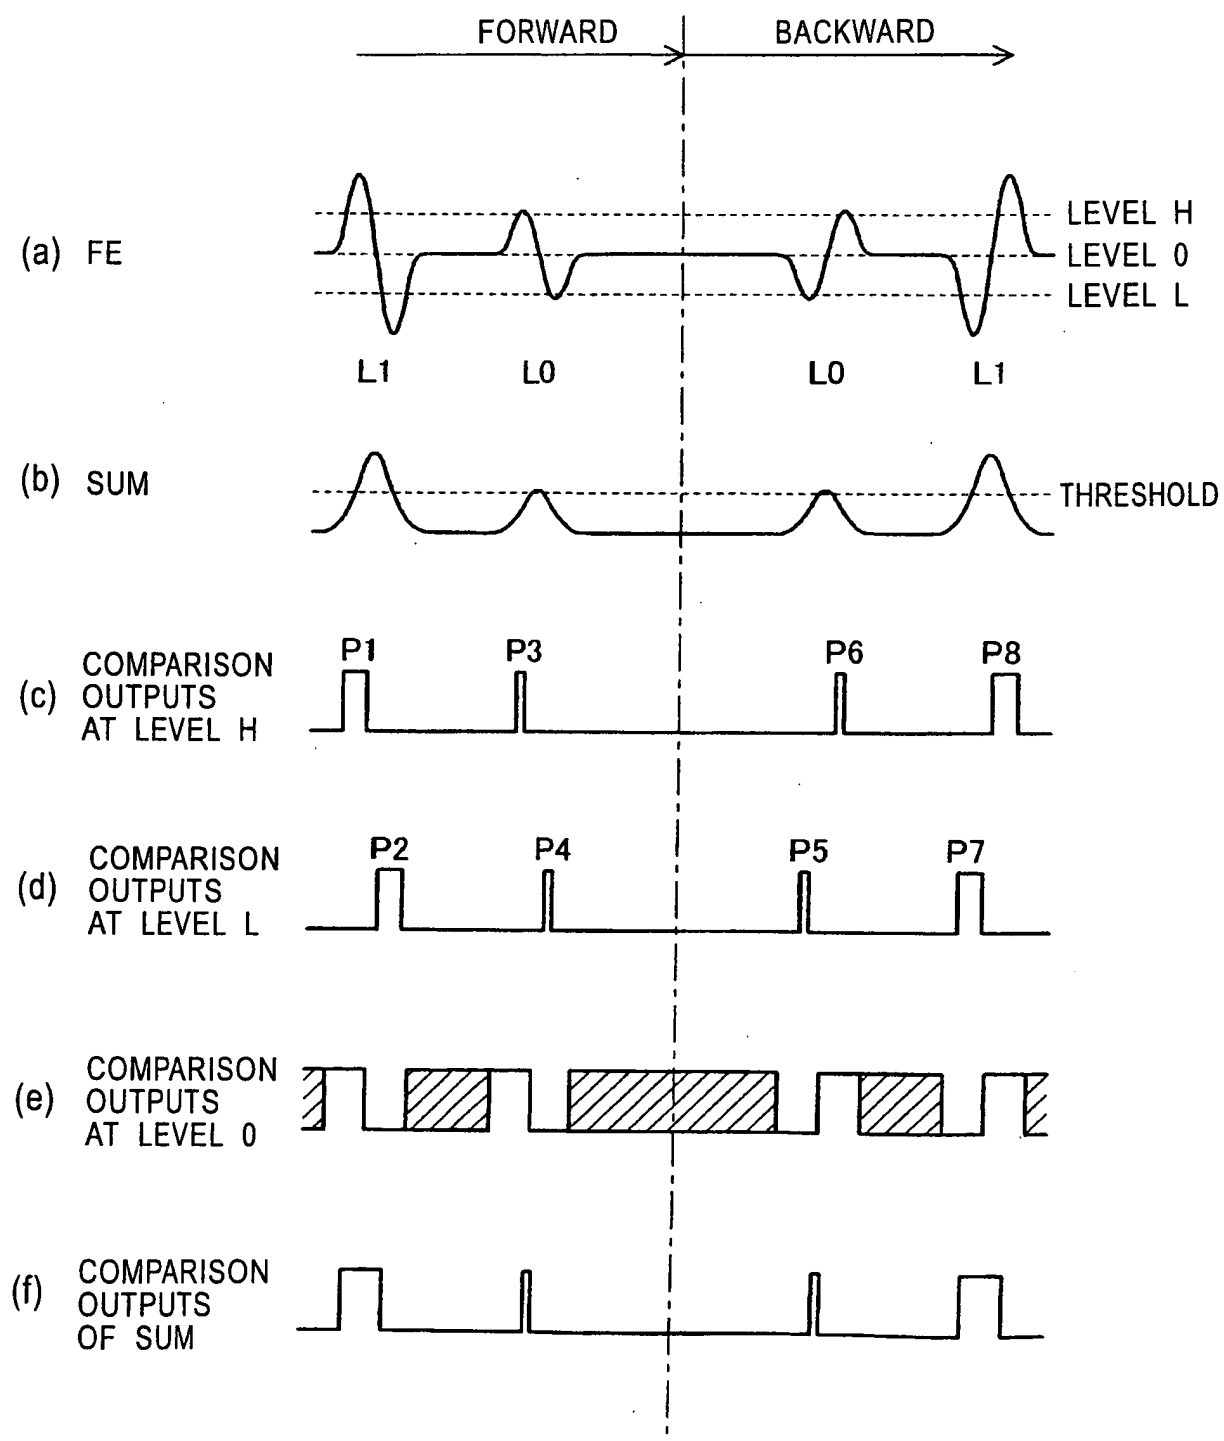 FORWARD BACKWARD
(a) FE
LEVEL H
LEVEL 0
LEVEL L
L1 L0 L0 L1
(b) SUM
THRESHOLD
P1 P3 P6 P8
(c) COMPARISON
OUTPUTS
AT LEVEL H
P2 P4 P5 P7
(d) COMPARISON
OUTPUTS
AT LEVEL L
(e) COMPARISON
OUTPUTS
AT LEVEL 0
(f) COMPARISON
OUTPUTS
OF SUM